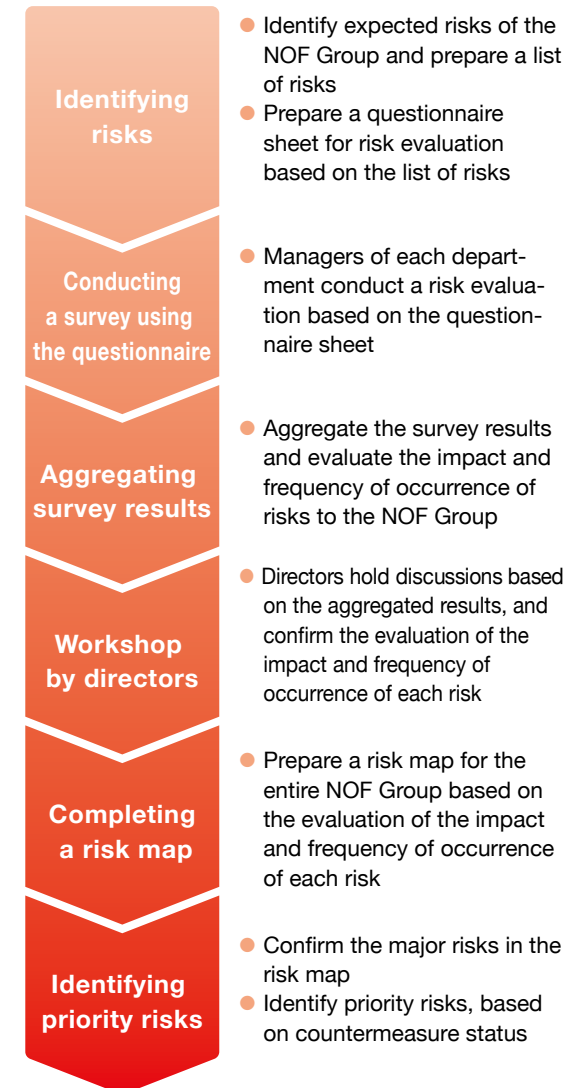 Identifying
risks
● Identify expected risks of the
NOF Group and prepare a list
of risks
● Prepare a questionnaire
sheet for risk evaluation
based on the list of risks
Conducting
a survey using
the questionnaire
● Managers of each depart-
ment conduct a risk evalua-
tion based on the question-
naire sheet
Aggregating
survey results
● Aggregate the survey results
and evaluate the impact and
frequency of occurrence of
risks to the NOF Group
Workshop
by directors
● Directors hold discussions based
on the aggregated results, and
confirm the evaluation of the
impact and frequency of
occurrence of each risk
Completing
a risk map
● Prepare a risk map for the
entire NOF Group based on
the evaluation of the impact
and frequency of occurrence
of each risk
Identifying
priority risks
● Confirm the major risks in the
risk map
● Identify priority risks, based
on countermeasure status